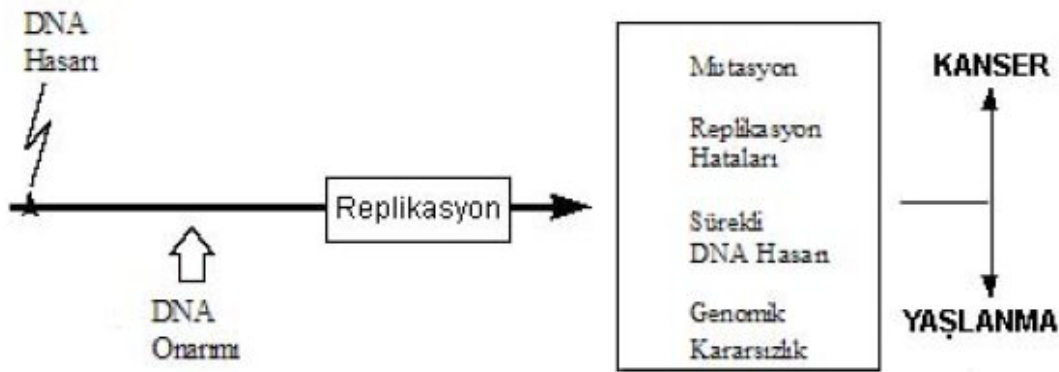 DNA
Hasarı
DNA
Onarımı
Replikasyon
Mutasyon
Replikasyon
Hataları
Sürekli
DNA Hasarı
Genomik
Kararsızlık
KANSER
YAŞLANMA